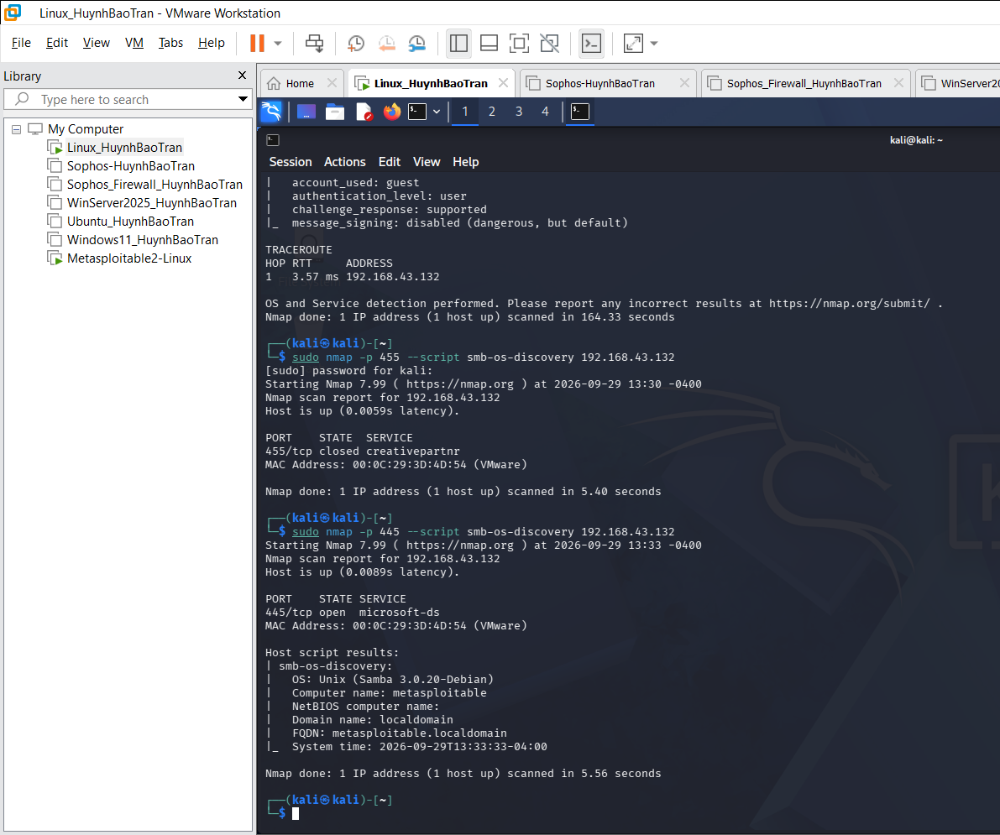 Linux_HuynhBaoTran - VMware Workstation
File Edit View VM Tabs Help
Library
Type here to search
My Computer
Linux_HuynhBaoTran
Sophos-HuynhBaoTran
Sophos_Firewall_HuynhBaoTran
WinServer2025_HuynhBaoTran
Ubuntu_HuynhBaoTran
Windows11_HuynhBaoTran
Metasploitable2-Linux
Home Linux_HuynhBaoTran Sophos-HuynhBaoTran Sophos_Firewall_HuynhBaoTran WinServer20
1 2 3 4
kali@kali: ~
Session Actions Edit View Help
|   account_used: guest
|   authentication_level: user
|   challenge_response: supported
|_  message_signing: disabled (dangerous, but default)
TRACEROUTE
HOP RTT     ADDRESS
1   3.57 ms 192.168.43.132
OS and Service detection performed. Please report any incorrect results at https://nmap.org/submit/ .
Nmap done: 1 IP address (1 host up) scanned in 164.33 seconds
┌──(kali㉿kali)-[~]
└─$ sudo nmap -p 455 --script smb-os-discovery 192.168.43.132
[sudo] password for kali:
Starting Nmap 7.99 ( https://nmap.org ) at 2026-09-29 13:30 -0400
Nmap scan report for 192.168.43.132
Host is up (0.0059s latency).
PORT    STATE  SERVICE
455/tcp closed creativepartnr
MAC Address: 00:0C:29:3D:4D:54 (VMware)
Nmap done: 1 IP address (1 host up) scanned in 5.40 seconds
┌──(kali㉿kali)-[~]
└─$ sudo nmap -p 445 --script smb-os-discovery 192.168.43.132
Starting Nmap 7.99 ( https://nmap.org ) at 2026-09-29 13:33 -0400
Nmap scan report for 192.168.43.132
Host is up (0.0089s latency).
PORT    STATE SERVICE
445/tcp open  microsoft-ds
MAC Address: 00:0C:29:3D:4D:54 (VMware)
Host script results:
| smb-os-discovery:
|   OS: Unix (Samba 3.0.20-Debian)
|   Computer name: metasploitable
|   NetBIOS computer name:
|   Domain name: localdomain
|   FQDN: metasploitable.localdomain
|_  System time: 2026-09-29T13:33:33-04:00
Nmap done: 1 IP address (1 host up) scanned in 5.56 seconds
┌──(kali㉿kali)-[~]
└─$